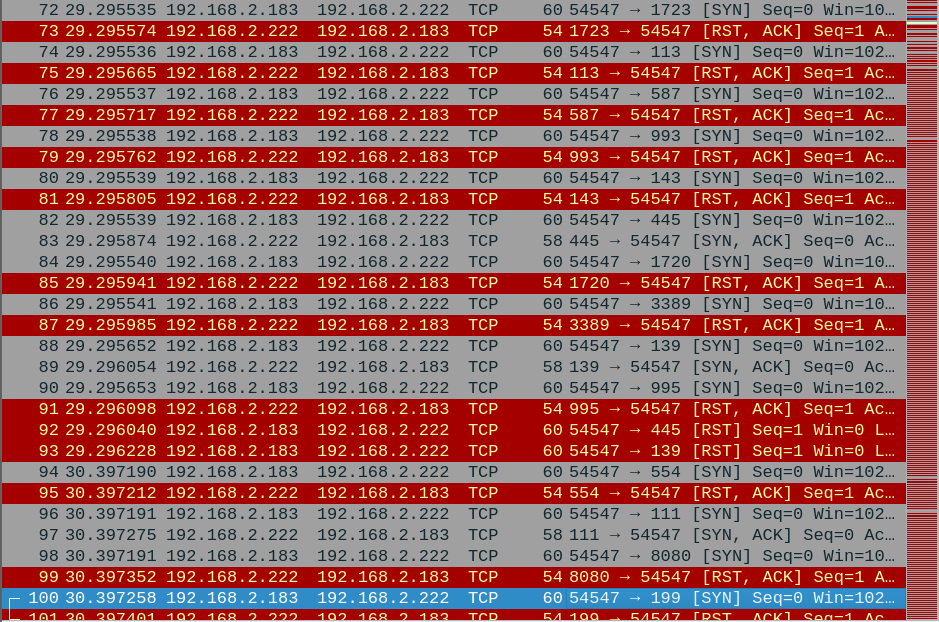 72 29.295535 192.168.2.183 192.168.2.222 TCP 60 54547 → 1723 [SYN] Seq=0 Win=10…
73 29.295574 192.168.2.222 192.168.2.183 TCP 54 1723 → 54547 [RST, ACK] Seq=1 A…
74 29.295536 192.168.2.183 192.168.2.222 TCP 60 54547 → 113 [SYN] Seq=0 Win=102…
75 29.295665 192.168.2.222 192.168.2.183 TCP 54 113 → 54547 [RST, ACK] Seq=1 Ac…
76 29.295537 192.168.2.183 192.168.2.222 TCP 60 54547 → 587 [SYN] Seq=0 Win=102…
77 29.295717 192.168.2.222 192.168.2.183 TCP 54 587 → 54547 [RST, ACK] Seq=1 Ac…
78 29.295538 192.168.2.183 192.168.2.222 TCP 60 54547 → 993 [SYN] Seq=0 Win=102…
79 29.295762 192.168.2.222 192.168.2.183 TCP 54 993 → 54547 [RST, ACK] Seq=1 Ac…
80 29.295539 192.168.2.183 192.168.2.222 TCP 60 54547 → 143 [SYN] Seq=0 Win=102…
81 29.295805 192.168.2.222 192.168.2.183 TCP 54 143 → 54547 [RST, ACK] Seq=1 Ac…
82 29.295539 192.168.2.183 192.168.2.222 TCP 60 54547 → 445 [SYN] Seq=0 Win=102…
83 29.295874 192.168.2.222 192.168.2.183 TCP 58 445 → 54547 [SYN, ACK] Seq=0 Ac…
84 29.295540 192.168.2.183 192.168.2.222 TCP 60 54547 → 1720 [SYN] Seq=0 Win=10…
85 29.295941 192.168.2.222 192.168.2.183 TCP 54 1720 → 54547 [RST, ACK] Seq=1 A…
86 29.295541 192.168.2.183 192.168.2.222 TCP 60 54547 → 3389 [SYN] Seq=0 Win=10…
87 29.295985 192.168.2.222 192.168.2.183 TCP 54 3389 → 54547 [RST, ACK] Seq=1 A…
88 29.295652 192.168.2.183 192.168.2.222 TCP 60 54547 → 139 [SYN] Seq=0 Win=102…
89 29.296054 192.168.2.222 192.168.2.183 TCP 58 139 → 54547 [SYN, ACK] Seq=0 Ac…
90 29.295653 192.168.2.183 192.168.2.222 TCP 60 54547 → 995 [SYN] Seq=0 Win=102…
91 29.296098 192.168.2.222 192.168.2.183 TCP 54 995 → 54547 [RST, ACK] Seq=1 Ac…
92 29.296040 192.168.2.183 192.168.2.222 TCP 60 54547 → 445 [RST] Seq=1 Win=0 L…
93 29.296228 192.168.2.183 192.168.2.222 TCP 60 54547 → 139 [RST] Seq=1 Win=0 L…
94 30.397190 192.168.2.183 192.168.2.222 TCP 60 54547 → 554 [SYN] Seq=0 Win=102…
95 30.397212 192.168.2.222 192.168.2.183 TCP 54 554 → 54547 [RST, ACK] Seq=1 Ac…
96 30.397191 192.168.2.183 192.168.2.222 TCP 60 54547 → 111 [SYN] Seq=0 Win=102…
97 30.397275 192.168.2.222 192.168.2.183 TCP 58 111 → 54547 [SYN, ACK] Seq=0 Ac…
98 30.397191 192.168.2.183 192.168.2.222 TCP 60 54547 → 8080 [SYN] Seq=0 Win=10…
99 30.397352 192.168.2.222 192.168.2.183 TCP 54 8080 → 54547 [RST, ACK] Seq=1 A…
100 30.397258 192.168.2.183 192.168.2.222 TCP 60 54547 → 199 [SYN] Seq=0 Win=102…
101 30.397401 192.168.2.222 192.168.2.183 TCP 54 199 → 54547 [RST, ACK] Seq=1 Ac…